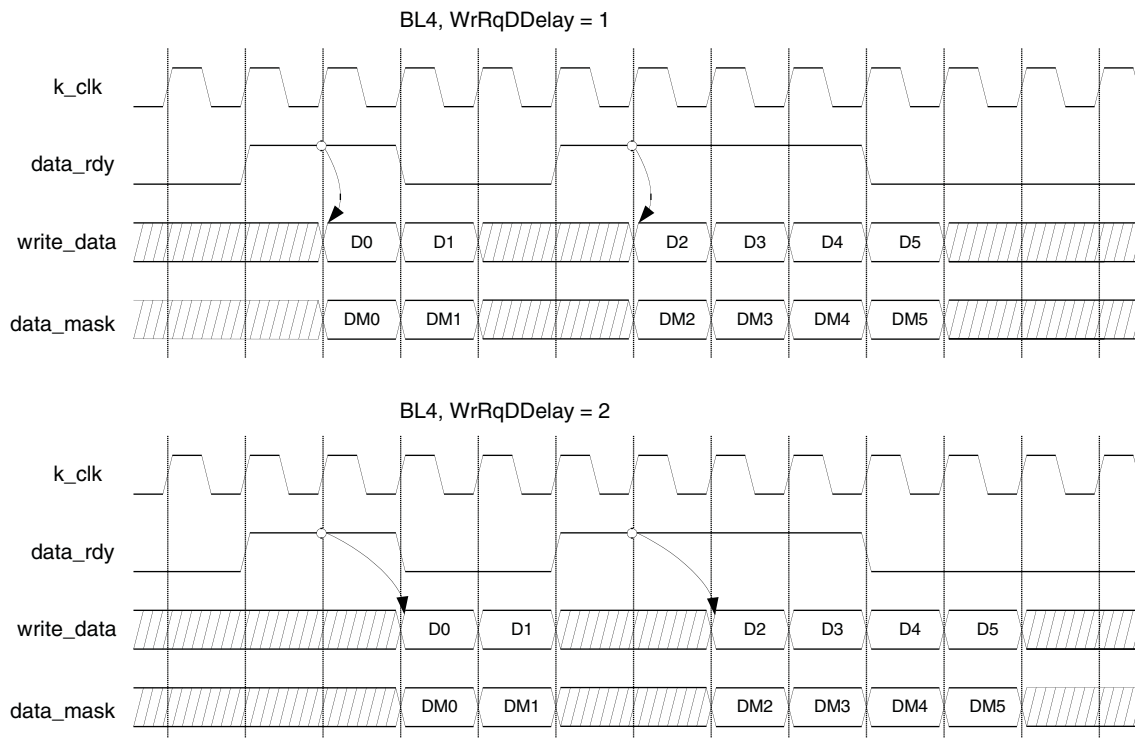 BL4, WrRqDDelay = 1
k_clk
data_rdy
write_data D0 D1 D2 D3 D4 D5
data_mask DM0 DM1 DM2 DM3 DM4 DM5
BL4, WrRqDDelay = 2
k_clk
data_rdy
write_data D0 D1 D2 D3 D4 D5
data_mask DM0 DM1 DM2 DM3 DM4 DM5